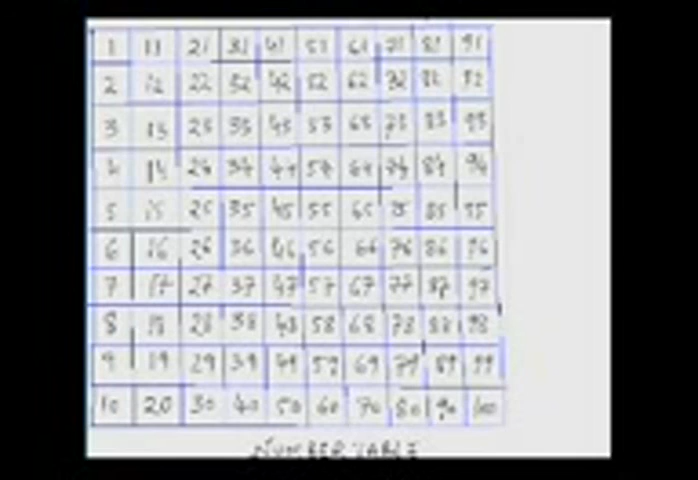 1 11 21 31 41 51 61 71 81 91
2 12 22 32 42 52 62 72 82 92
3 13 23 33 43 53 63 73 83 93
4 14 24 34 44 54 64 74 84 94
5 15 25 35 45 55 65 75 85 95
6 16 26 36 46 56 66 76 86 96
7 17 27 37 47 57 67 77 87 97
8 18 28 38 48 58 68 78 88 98
9 19 29 39 49 59 69 79 89 99
10 20 30 40 50 60 70 80 90 100
NUMBER TABLE